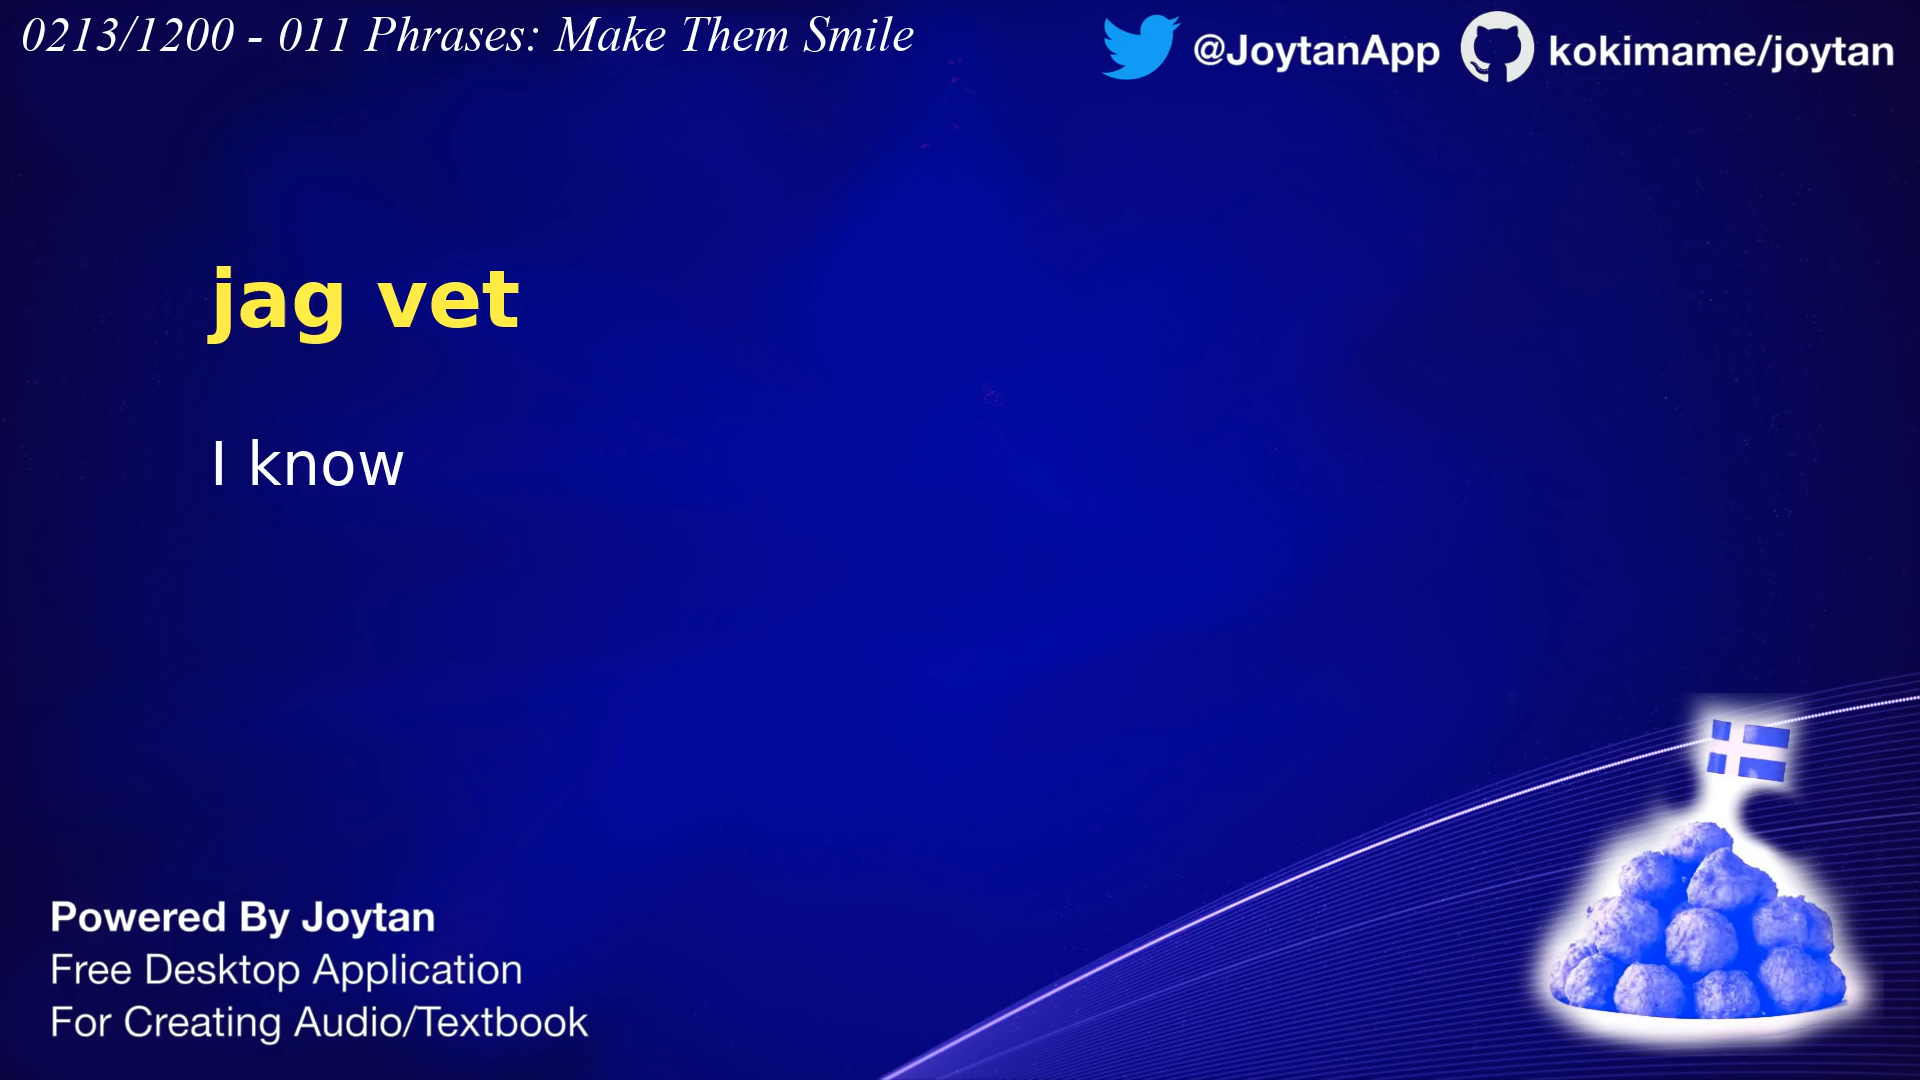 0213/1200 - 011 Phrases: Make Them Smile
@JoytanApp
kokimame/joytan
jag vet
I know
Powered By Joytan
Free Desktop Application
For Creating Audio/Textbook